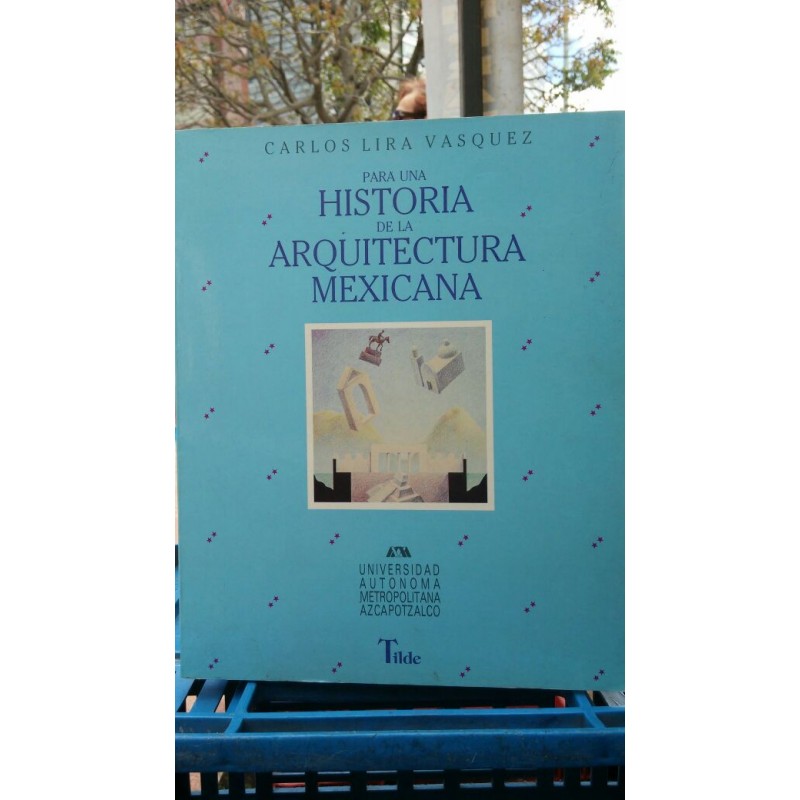 CARLOS LIRA VASQUEZ
PARA UNA
HISTORIA
DE LA
ARQUITECTURA
MEXICANA
UNIVERSIDAD
AUTONOMA
METROPOLITANA
AZCAPOTZALCO
Tilde